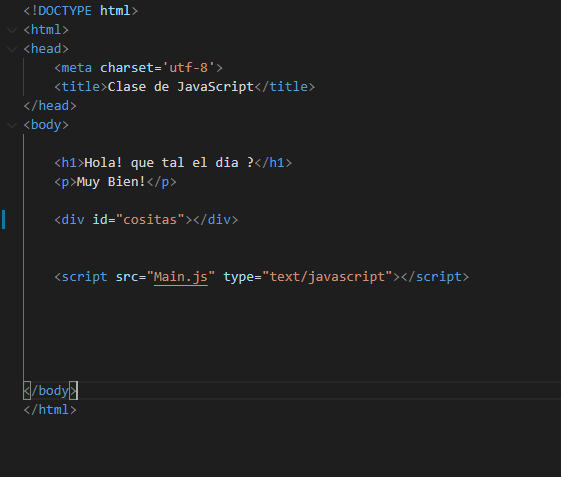 <!DOCTYPE html>
<html>
<head>
<meta charset='utf-8'>
<title>Clase de JavaScript</title>
</head>
<body>
<h1>Hola! que tal el dia ?</h1>
<p>Muy Bien!</p>
<div id="cositas"></div>
<script src="Main.js" type="text/javascript"></script>
</body>
</html>